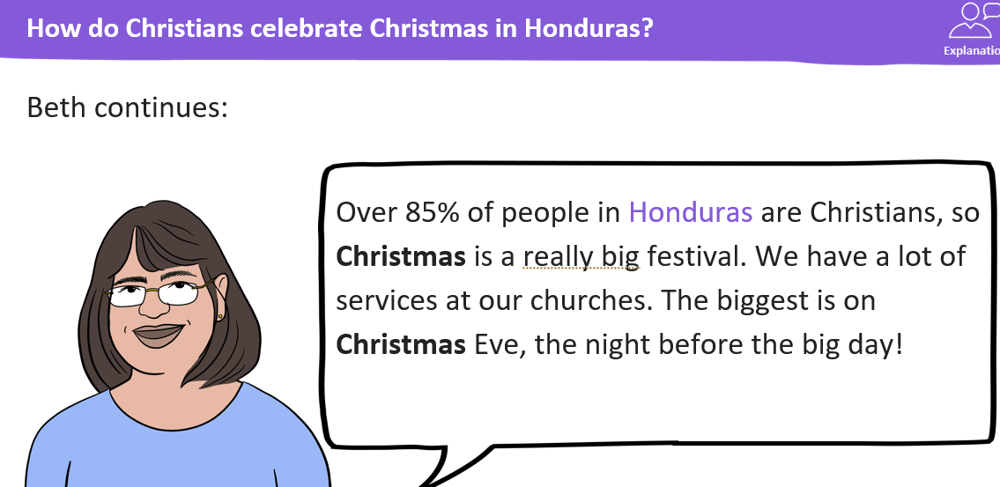 How do Christians celebrate Christmas in Honduras?
Explanatio
Beth continues:
Over 85% of people in Honduras are Christians, so
Christmas is a really big festival. We have a lot of
services at our churches. The biggest is on
Christmas Eve, the night before the big day!